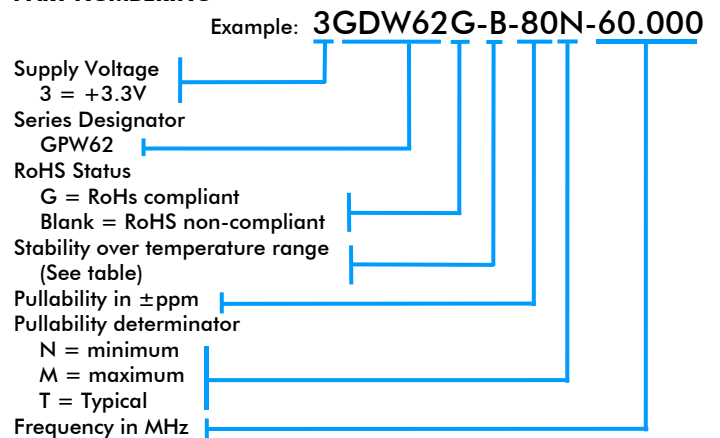 Example: 3GDW62G-B-80N-60.000
Supply Voltage
3 = +3.3V
Series Designator
GPW62
RoHS Status
G = RoHs compliant
Blank = RoHS non-compliant
Stability over temperature range
(See table)
Pullability in ±ppm
Pullability determinator
N = minimum
M = maximum
T = Typical
Frequency in MHz